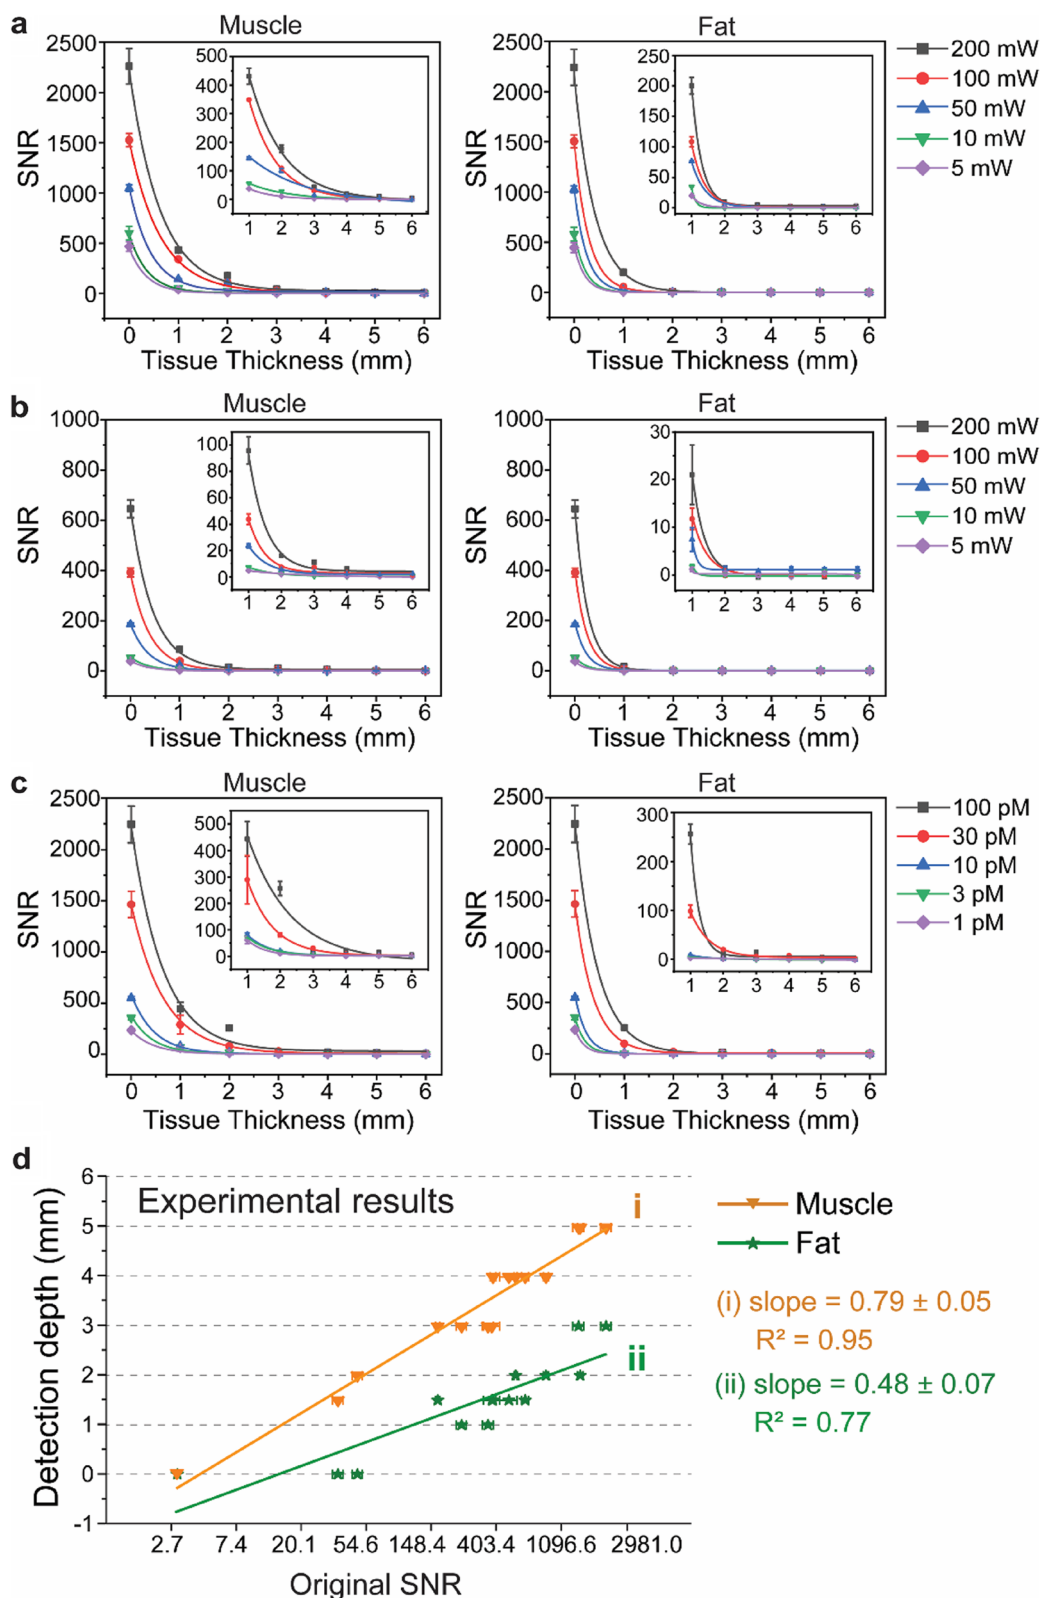 a
Muscle
Fat
2500
2000
1500
1000
500
0
SNR
500
400
300
200
100
0
1 2 3 4 5 6
0 1 2 3 4 5 6
Tissue Thickness (mm)
2500
2000
1500
1000
500
0
SNR
250
200
150
100
50
0
1 2 3 4 5 6
0 1 2 3 4 5 6
Tissue Thickness (mm)
200 mW
100 mW
50 mW
10 mW
5 mW
b
Muscle
Fat
1000
800
600
400
200
0
SNR
100
80
60
40
20
0
1 2 3 4 5 6
0 1 2 3 4 5 6
Tissue Thickness (mm)
1000
800
600
400
200
0
SNR
30
20
10
0
1 2 3 4 5 6
0 1 2 3 4 5 6
Tissue Thickness (mm)
200 mW
100 mW
50 mW
10 mW
5 mW
c
Muscle
Fat
2500
2000
1500
1000
500
0
SNR
500
400
300
200
100
0
1 2 3 4 5 6
0 1 2 3 4 5 6
Tissue Thickness (mm)
2500
2000
1500
1000
500
0
SNR
300
200
100
0
1 2 3 4 5 6
0 1 2 3 4 5 6
Tissue Thickness (mm)
100 pM
30 pM
10 pM
3 pM
1 pM
d
Experimental results
6
5
4
3
2
1
0
-1
Detection depth (mm)
i
ii
2.7 7.4 20.1 54.6 148.4 403.4 1096.6 2981.0
Original SNR
Muscle
Fat
(i) slope = 0.79 ± 0.05
R² = 0.95
(ii) slope = 0.48 ± 0.07
R² = 0.77